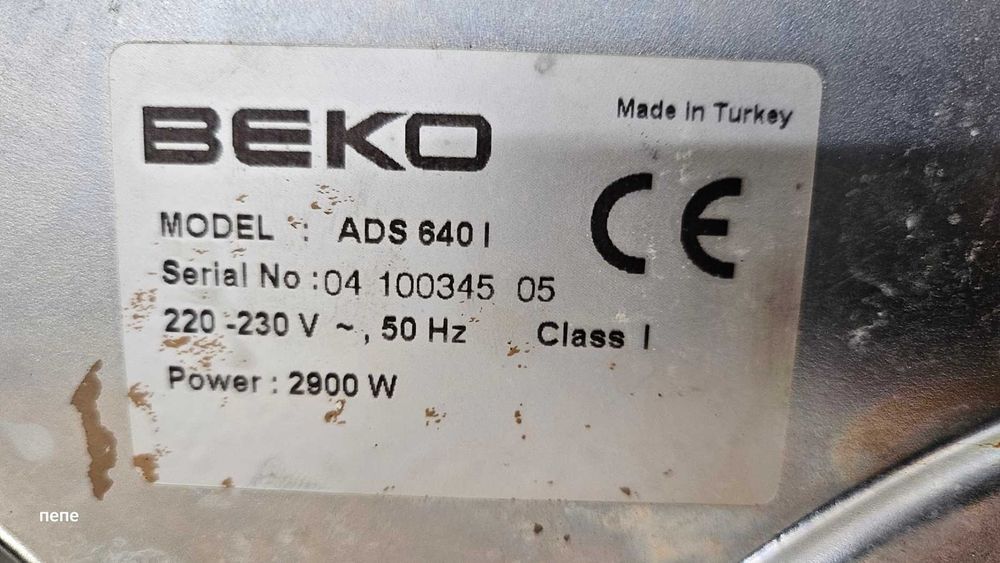 BEKO
Made in Turkey
CE
MODEL : ADS 640 I
Serial No : 04 100345 05
220 -230 V ~ , 50 Hz Class I
Power : 2900 W
пепе